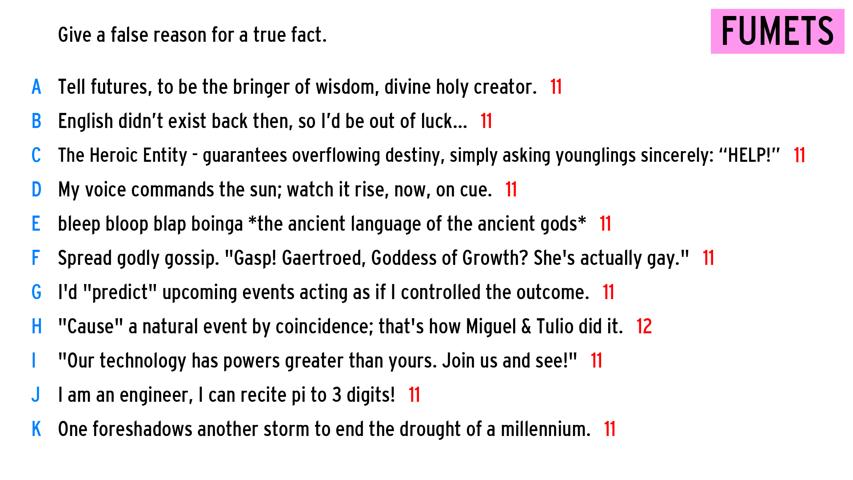 FUMETS
Give a false reason for a true fact.
A Tell futures, to be the bringer of wisdom, divine holy creator. 11
B English didn’t exist back then, so I’d be out of luck... 11
C The Heroic Entity - guarantees overflowing destiny, simply asking younglings sincerely: “HELP!” 11
D My voice commands the sun; watch it rise, now, on cue. 11
E bleep bloop blap boinga *the ancient language of the ancient gods* 11
F Spread godly gossip. "Gasp! Gaertroed, Goddess of Growth? She's actually gay." 11
G I'd "predict" upcoming events acting as if I controlled the outcome. 11
H "Cause" a natural event by coincidence; that's how Miguel & Tulio did it. 12
I "Our technology has powers greater than yours. Join us and see!" 11
J I am an engineer, I can recite pi to 3 digits! 11
K One foreshadows another storm to end the drought of a millennium. 11